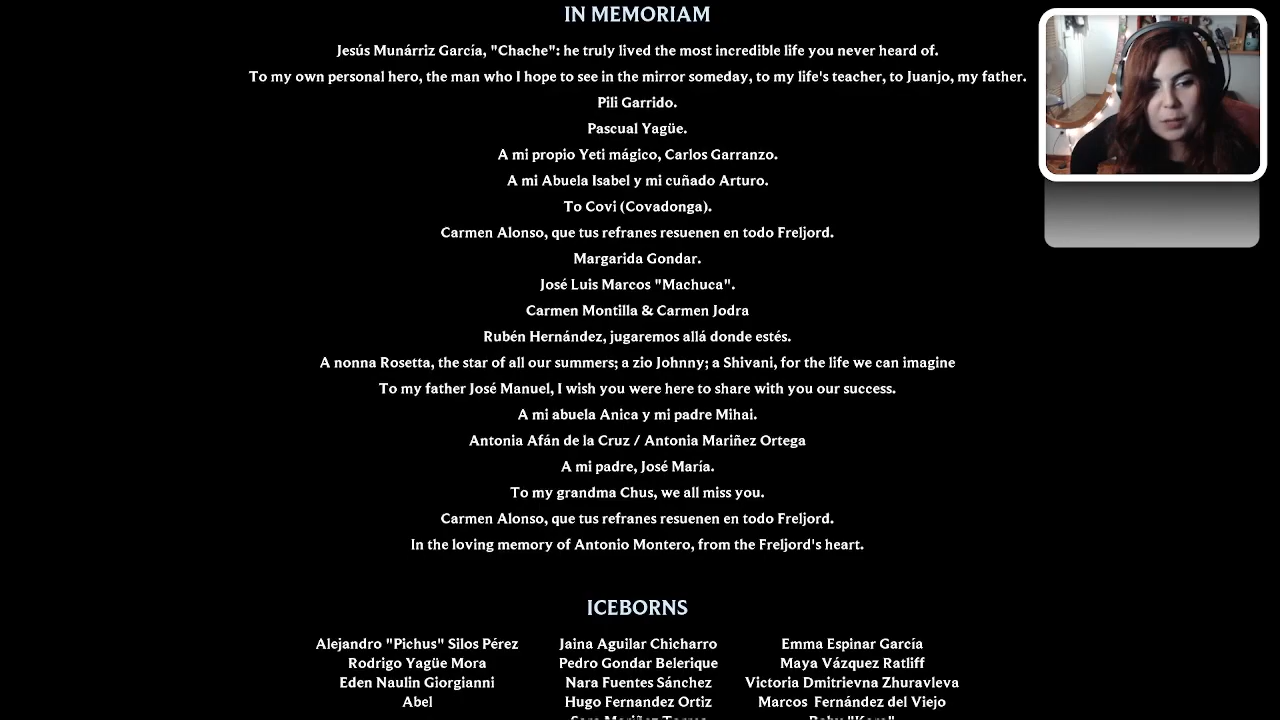 IN MEMORIAM
Jesús Munárriz García, "Chache": he truly lived the most incredible life you never heard of.
To my own personal hero, the man who I hope to see in the mirror someday, to my life's teacher, to Juanjo, my father.
Pili Garrido.
Pascual Yagüe.
A mi propio Yeti mágico, Carlos Garranzo.
A mi Abuela Isabel y mi cuñado Arturo.
To Covi (Covadonga).
Carmen Alonso, que tus refranes resuenen en todo Freljord.
Margarida Gondar.
José Luis Marcos "Machuca".
Carmen Montilla & Carmen Jodra
Rubén Hernández, jugaremos allá donde estés.
A nonna Rosetta, the star of all our summers; a zio Johnny; a Shivani, for the life we can imagine
To my father José Manuel, I wish you were here to share with you our success.
A mi abuela Anica y mi padre Mihai.
Antonia Afán de la Cruz / Antonia Mariñez Ortega
A mi padre, José María.
To my grandma Chus, we all miss you.
Carmen Alonso, que tus refranes resuenen en todo Freljord.
In the loving memory of Antonio Montero, from the Freljord's heart.
ICEBORNS
Alejandro "Pichus" Silos Pérez Jaina Aguilar Chicharro Emma Espinar García
Rodrigo Yagüe Mora Pedro Gondar Belerique Maya Vázquez Ratliff
Eden Naulin Giorgianni Nara Fuentes Sánchez Victoria Dmitrievna Zhuravleva
Abel Hugo Fernandez Ortiz Marcos Fernández del Viejo